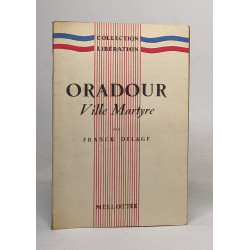 COLLECTION
LIBÉRATION
ORADOUR
Ville Martyre
PAR
FRANCK DELAGE
MELLOTTÉE